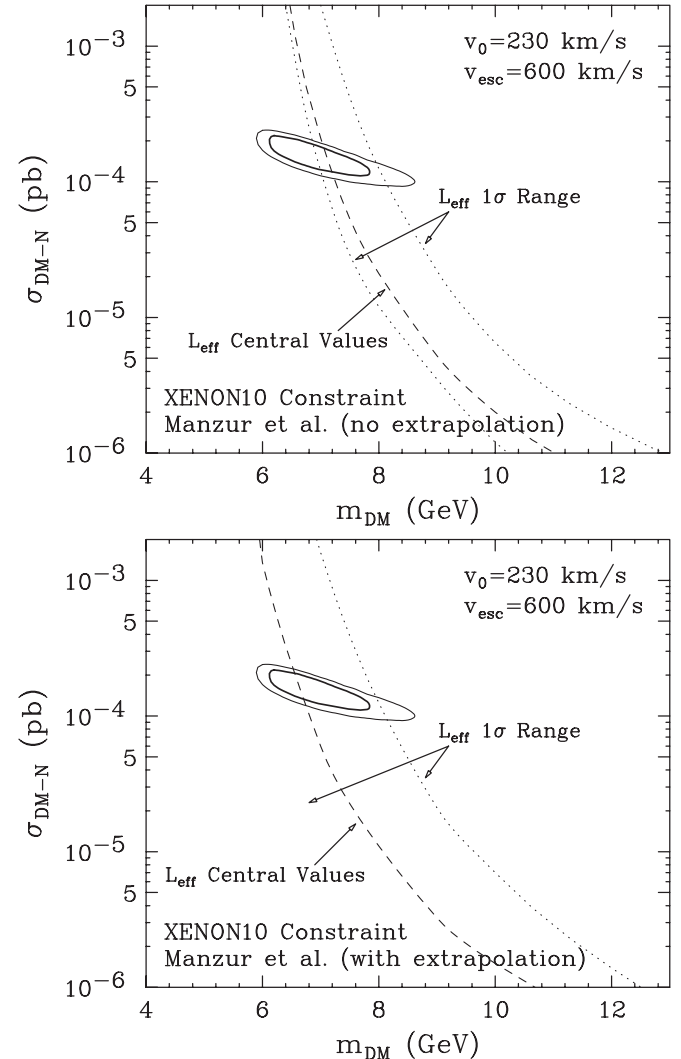 10⁻³
v₀=230 km/s
v_esc=600 km/s
5
10⁻⁴
L_eff 1σ Range
5
σ_DM−N (pb)
10⁻⁵
L_eff Central Values
5
XENON10 Constraint
Manzur et al. (no extrapolation)
10⁻⁶
4 6 8 10 12
m_DM (GeV)
10⁻³
v₀=230 km/s
v_esc=600 km/s
5
10⁻⁴
L_eff 1σ Range
5
σ_DM−N (pb)
10⁻⁵
L_eff Central Values
5
XENON10 Constraint
Manzur et al. (with extrapolation)
10⁻⁶
4 6 8 10 12
m_DM (GeV)